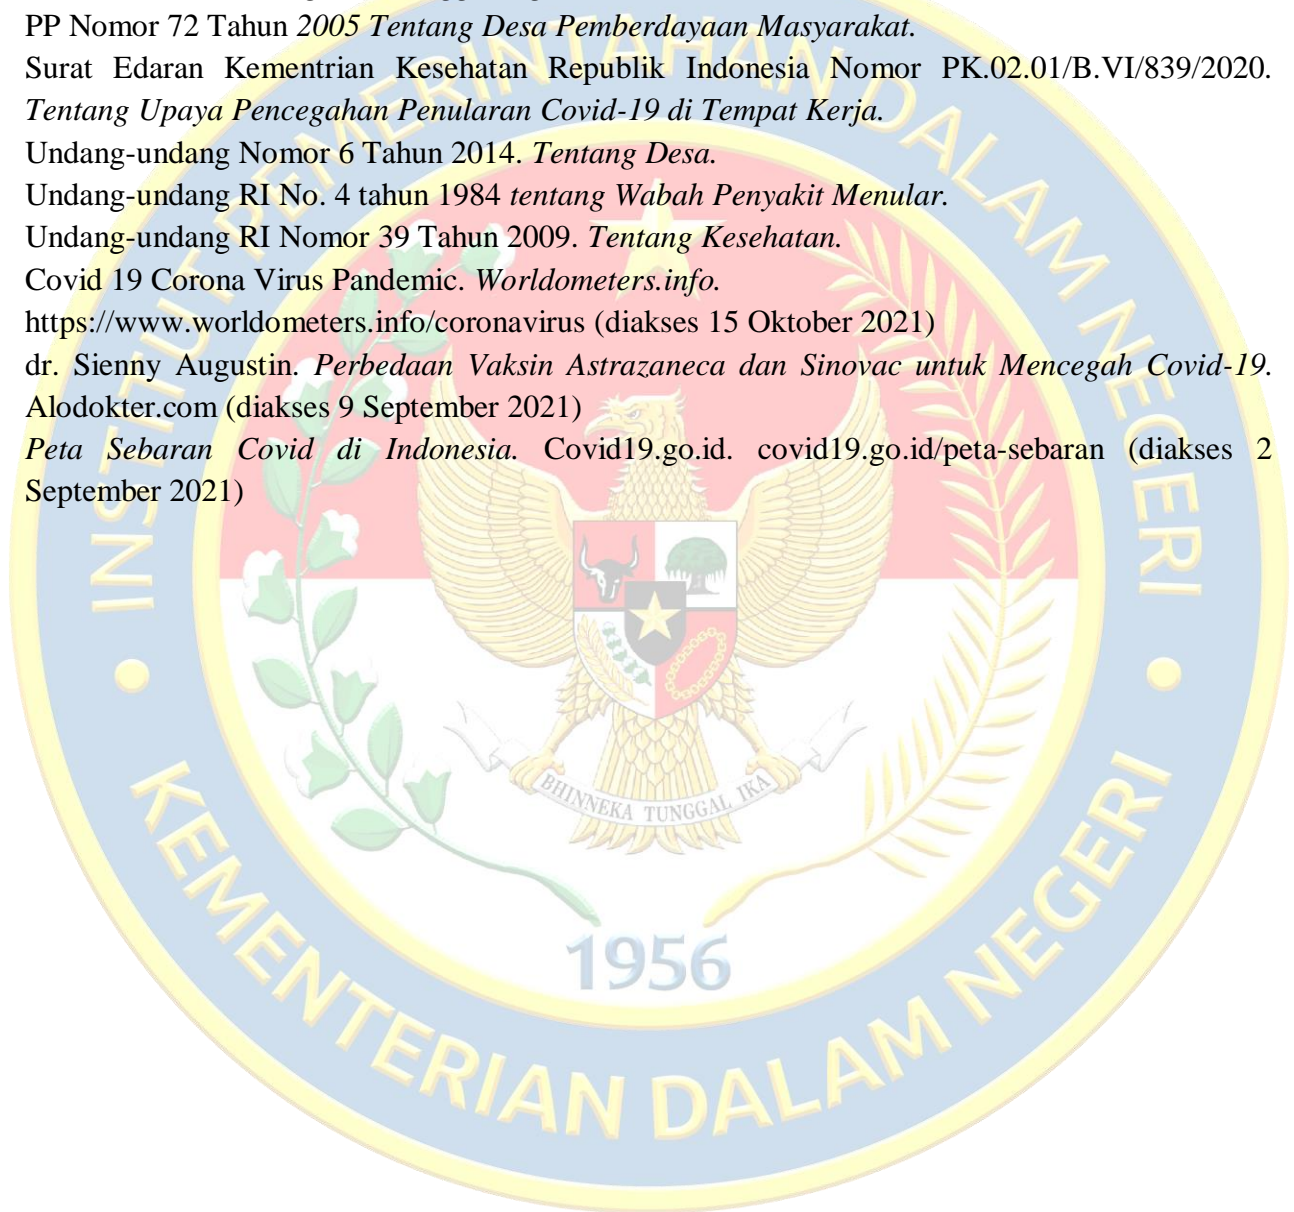 PP Nomor 72 Tahun 2005 Tentang Desa Pemberdayaan Masyarakat.
Surat Edaran Kementrian Kesehatan Republik Indonesia Nomor PK.02.01/B.VI/839/2020.
Tentang Upaya Pencegahan Penularan Covid-19 di Tempat Kerja.
Undang-undang Nomor 6 Tahun 2014. Tentang Desa.
Undang-undang RI No. 4 tahun 1984 tentang Wabah Penyakit Menular.
Undang-undang RI Nomor 39 Tahun 2009. Tentang Kesehatan.
Covid 19 Corona Virus Pandemic. Worldometers.info.
https://www.worldometers.info/coronavirus (diakses 15 Oktober 2021)
dr. Sienny Augustin. Perbedaan Vaksin Astrazaneca dan Sinovac untuk Mencegah Covid-19.
Alodokter.com (diakses 9 September 2021)
Peta Sebaran Covid di Indonesia. Covid19.go.id. covid19.go.id/peta-sebaran (diakses 2
September 2021)
INSTITUT PEMERINTAHAN DALAM NEGERI
BHINNEKA TUNGGAL IKA
1956
KEMENTERIAN DALAM NEGERI